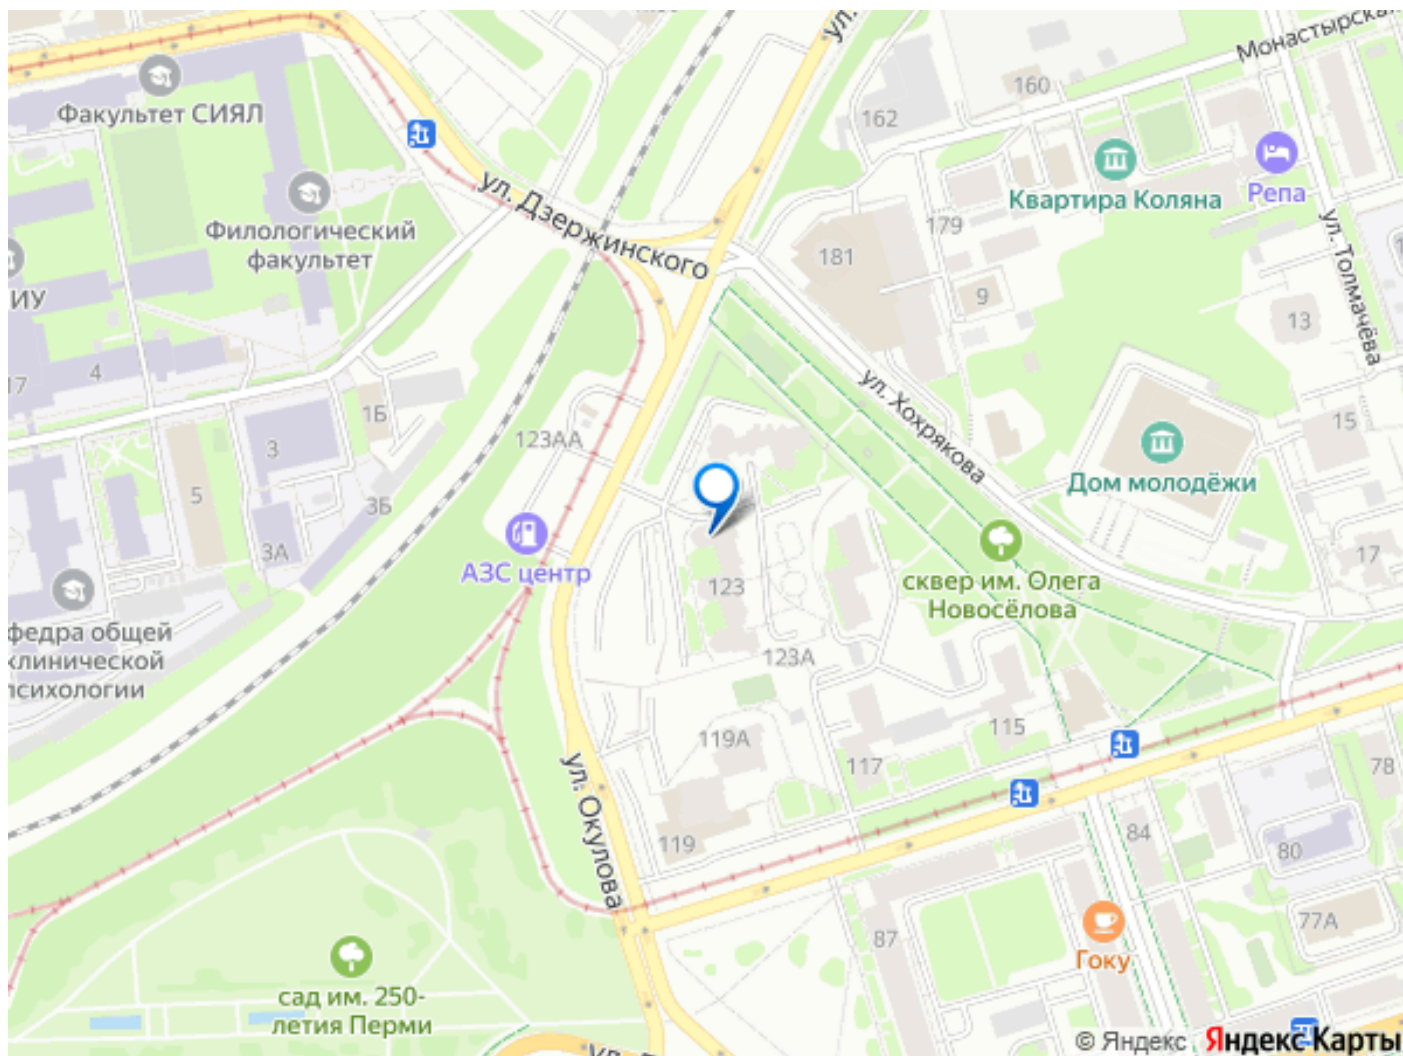 ул.
Монастырская
160
162
Факультет СИЯЛ
ул. Дзержинского
Квартира Коляна
Репа
ул. Толмачёва
Филологический
факультет
179
181
9
13
ИУ
17
4
1Б
3
5
3Б
3А
123АА
ул. Хохрякова
15
Дом молодёжи
17
АЗС центр
123
сквер им. Олега
Новосёлова
федра общей
клинической
психологии
123А
115
119А
117
78
ул. Окулова
119
84
80
77А
87
Гоку
сад им. 250-
летия Перми
© Яндекс Яндекс Карты